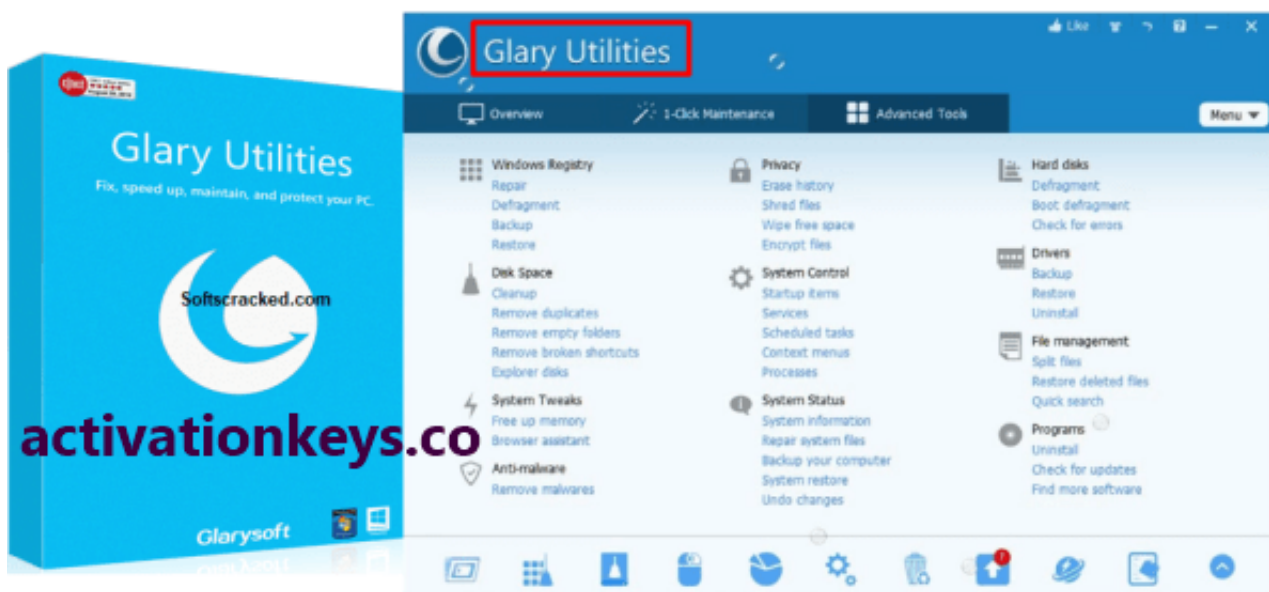 Glary Utilities
Fix, speed up, maintain, and protect your PC.
Softscracked.com
activationkeys.co
Glarysoft
Glary Utilities
Like
Overview
1-Click Maintenance
Advanced Tools
Menu
Windows Registry
Repair
Defragment
Backup
Restore
Disk Space
Cleanup
Remove duplicates
Remove empty folders
Remove broken shortcuts
Explorer disks
System Tweaks
Free up memory
Browser assistant
Anti-malware
Remove malwares
Privacy
Erase history
Shred files
Wipe free space
Encrypt files
System Control
Startup items
Services
Scheduled tasks
Context menus
Processes
System Status
System information
Repair system files
Backup your computer
System restore
Undo changes
Hard disks
Defragment
Boot defragment
Check for errors
Drivers
Backup
Restore
Uninstall
File management
Split files
Restore deleted files
Quick search
Programs
Uninstall
Check for updates
Find more software